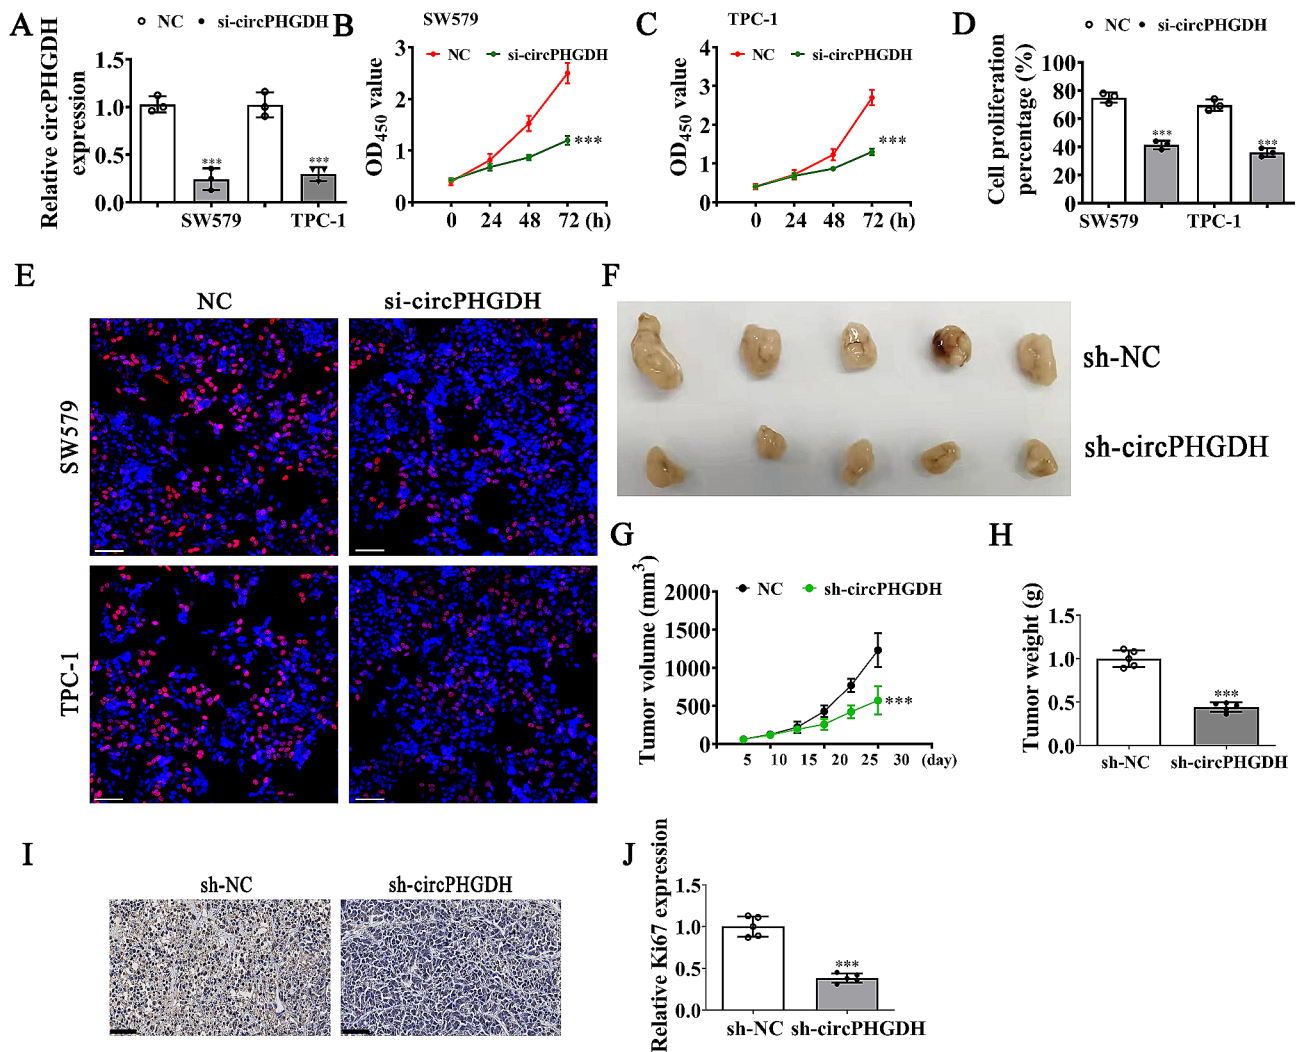 A
NC si-circPHGDH
Relative circPHGDH
expression
1.5
1.0
0.5
0.0
***
***
SW579 TPC-1
B
SW579
NC si-circPHGDH
OD450 value
3
2
1
0
***
0 24 48 72 (h)
C
TPC-1
NC si-circPHGDH
OD450 value
4
3
2
1
0
***
0 24 48 72 (h)
D
NC si-circPHGDH
Cell proliferation
percentage (%)
100
80
60
40
20
0
***
***
SW579 TPC-1
E
NC si-circPHGDH
SW579
TPC-1
F
sh-NC
sh-circPHGDH
G
NC sh-circPHGDH
Tumor volume (mm3)
2000
1500
1000
500
0
***
5 10 15 20 25 30 (day)
H
Tumor weight (g)
1.5
1.0
0.5
0.0
***
sh-NC sh-circPHGDH
I
sh-NC sh-circPHGDH
J
Relative Ki67 expression
1.5
1.0
0.5
0.0
***
sh-NC sh-circPHGDH